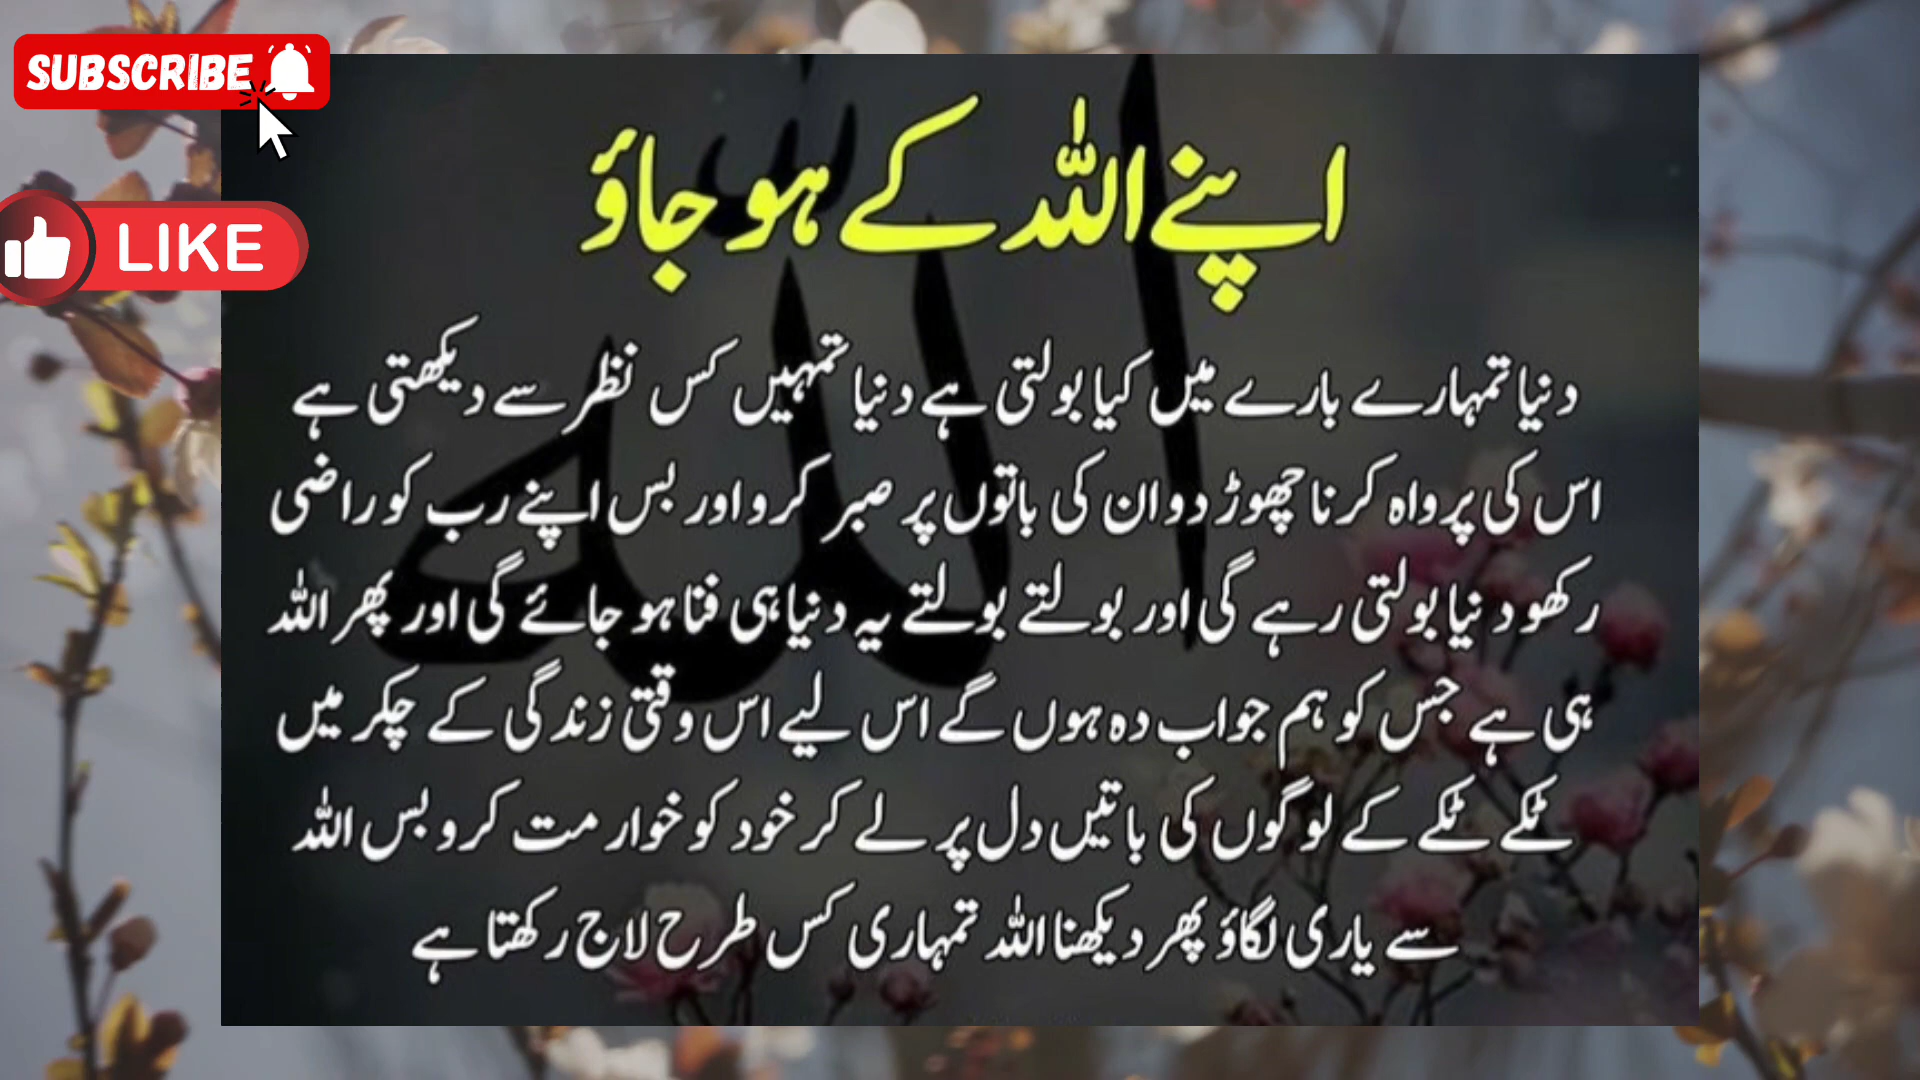 SUBSCRIBE
LIKE
اپنے اللہ کے ہو جاؤ
دنیا تمہارے بارے میں کیا بولتی ہے دنیا تمہیں کس نظر سے دیکھتی ہے
اس کی پرواہ کرنا چھوڑ دو ان کی باتوں پر صبر کرو اور بس اپنے رب کو راضی
رکھو دنیا بولتی رہے گی اور بولتے بولتے یہ دنیا ہی فنا ہو جائے گی اور پھر اللہ
ہی ہے جس کو ہم جواب دہ ہوں گے اس لیے اس وقتی زندگی کے چکر میں
ٹکے ٹکے کے لوگوں کی باتیں دل پر لے کر خود کو خوار مت کرو بس اللہ
سے یاری لگاؤ پھر دیکھنا اللہ تمہاری کس طرح لاج رکھتا ہے
الله